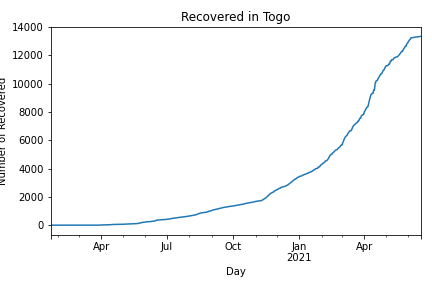 Recovered in Togo
14000
12000
10000
8000
6000
4000
2000
0
Number of Recovered
Apr
Jul
Oct
Jan
2021
Apr
Day